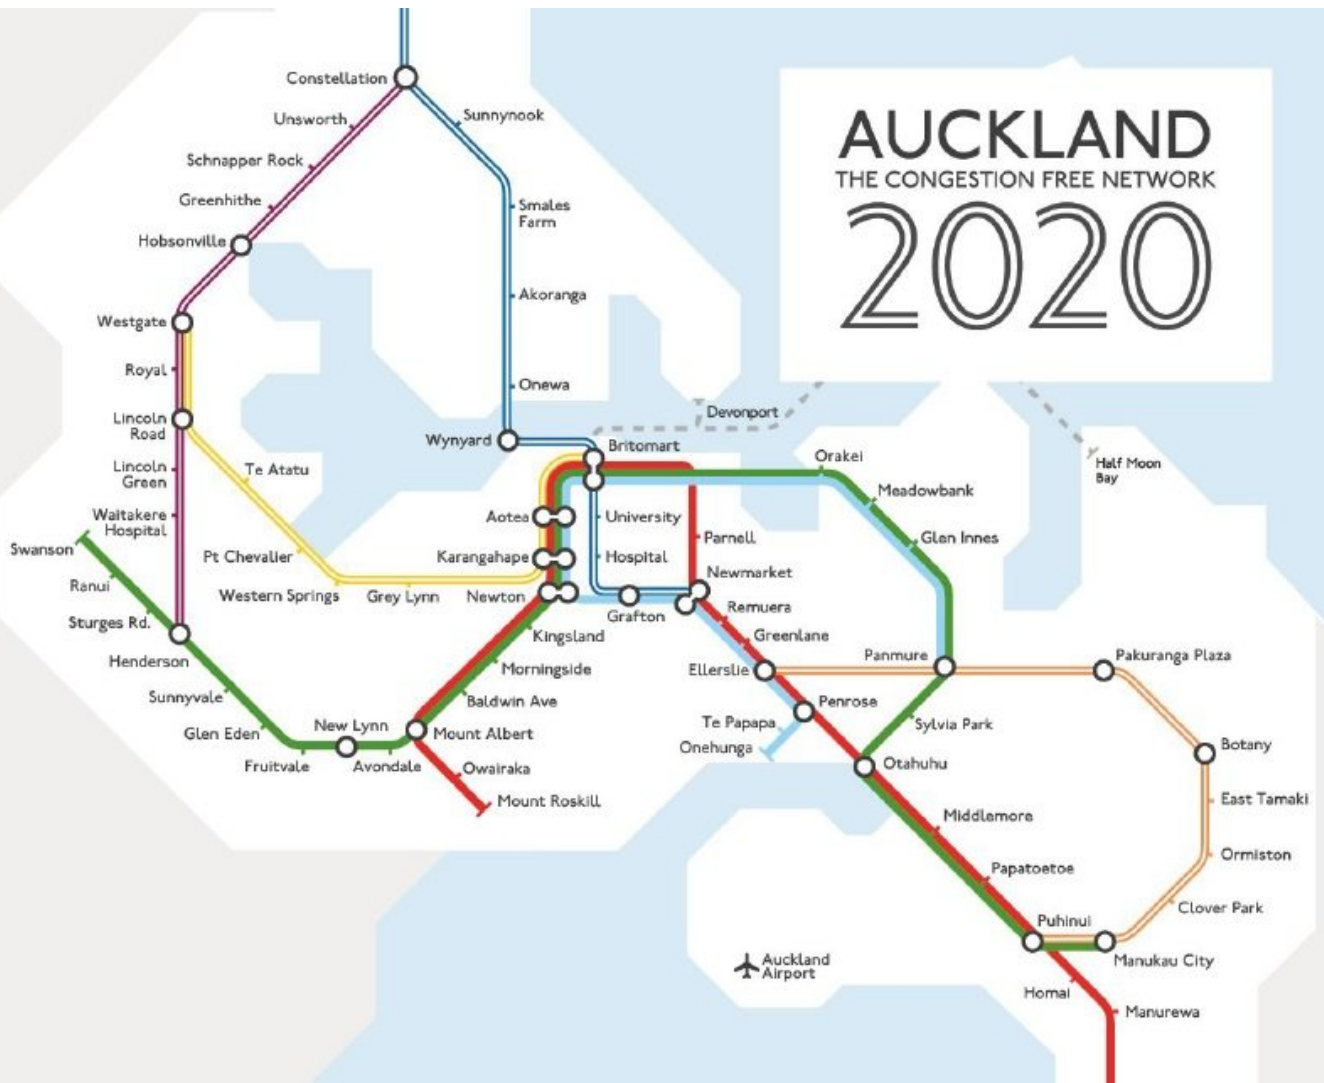 AUCKLAND
THE CONGESTION FREE NETWORK
2020
Constellation
Unsworth
Sunnynook
Schnapper Rock
Greenhithe
Smales
Farm
Hobsonville
Akoranga
Westgate
Royal
Onewa
Lincoln
Road
Devonport
Wynyard
Britomart
Orakei
Half Moon
Bay
Lincoln
Green
Te Atatu
Meadowbank
Waitakere
Hospital
Aotea
University
Parnell
Glen Innes
Swanson
Pt Chevalier
Karangahape
Hospital
Newmarket
Ranui
Western Springs
Grey Lynn
Newton
Grafton
Remuera
Sturges Rd.
Kingsland
Greenlane
Henderson
Morningside
Ellerslie
Panmure
Pakuranga Plaza
Sunnyvale
Baldwin Ave
Penrose
Glen Eden
New Lynn
Mount Albert
Te Papapa
Sylvia Park
Onehunga
Botany
Fruitvale
Avondale
Owairaka
Otahuhu
Mount Roskill
East Tamaki
Middlemore
Ormiston
Papatoetoe
Clover Park
Puhinui
Auckland
Airport
Manukau City
Homai
Manurewa